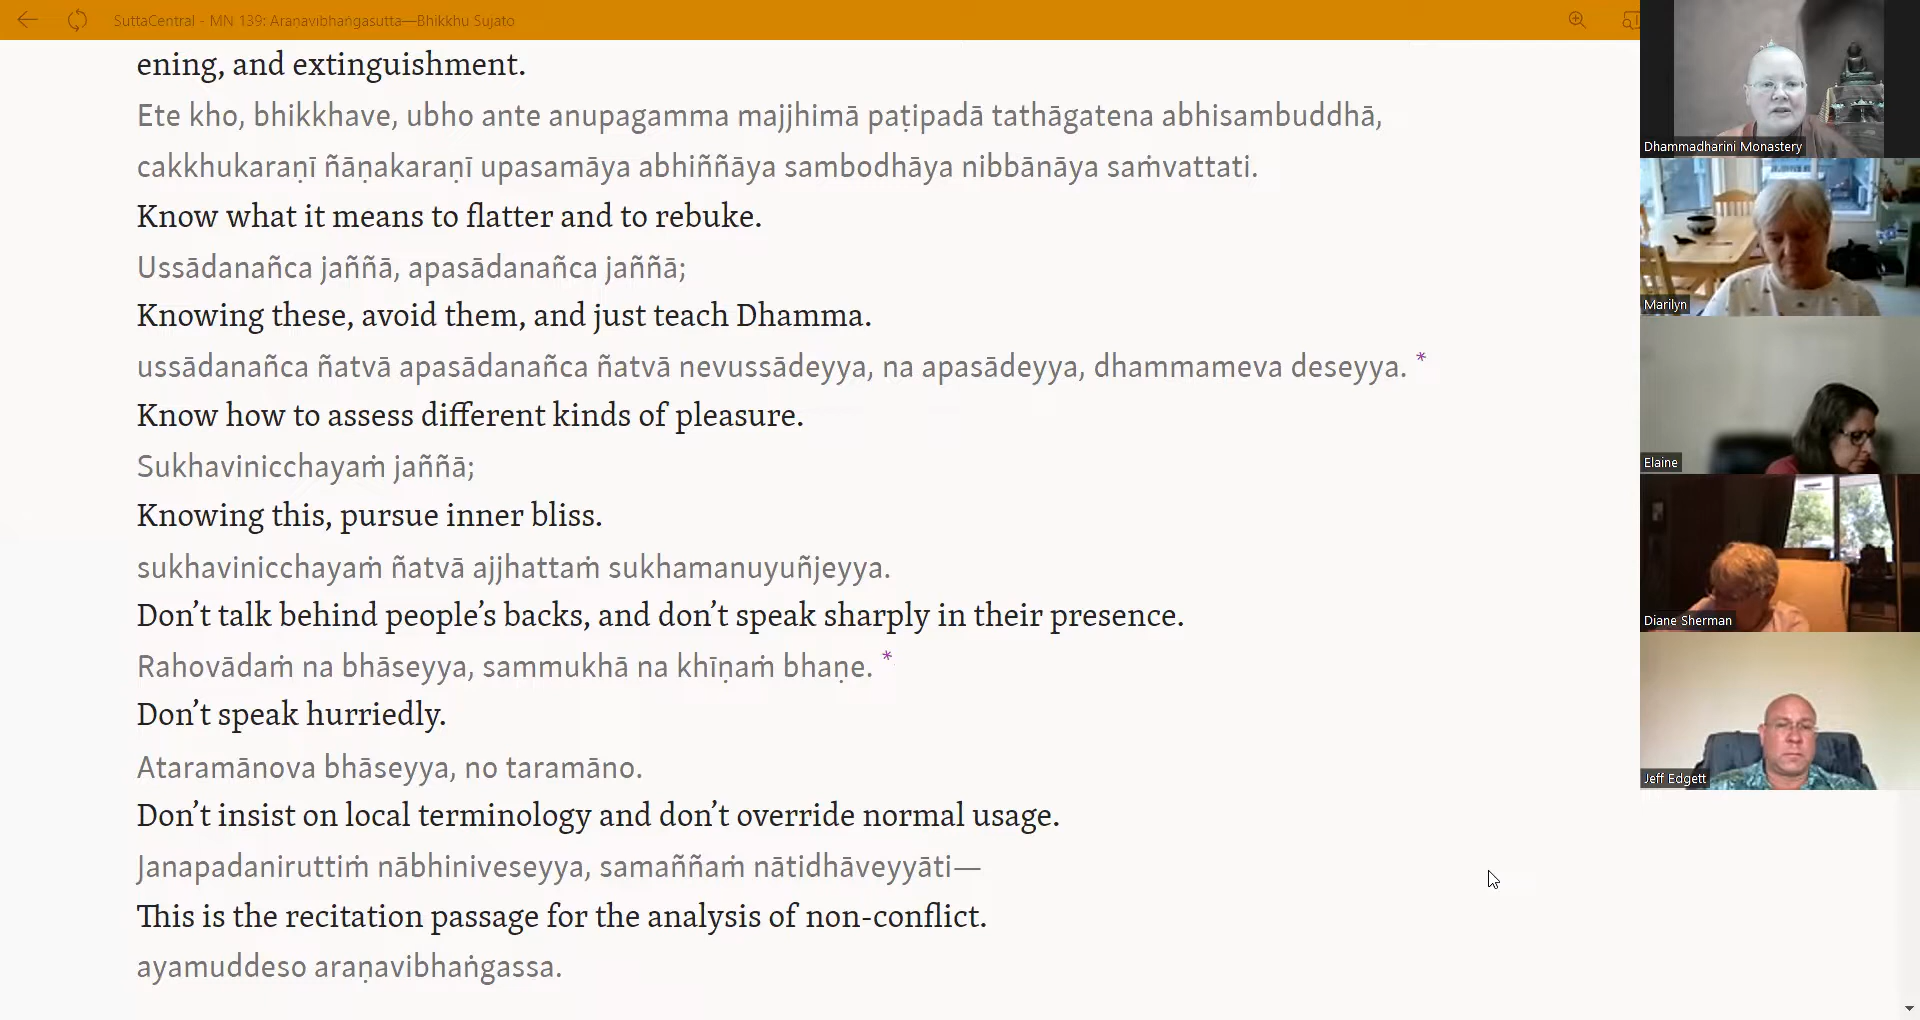 SuttaCentral - MN 139: Araṇavibhaṅgasutta—Bhikkhu Sujato
ening, and extinguishment.
Ete kho, bhikkhave, ubho ante anupagamma majjhimā paṭipadā tathāgatena abhisambuddhā,
cakkhukaraṇī ñāṇakaraṇī upasamāya abhiññāya sambodhāya nibbānāya saṁvattati.
Know what it means to flatter and to rebuke.
Ussādanañca jaññā, apasādanañca jaññā;
Knowing these, avoid them, and just teach Dhamma.
ussādanañca ñatvā apasādanañca ñatvā nevussādeyya, na apasādeyya, dhammameva deseyya. *
Know how to assess different kinds of pleasure.
Sukhavinicchayaṁ jaññā;
Knowing this, pursue inner bliss.
sukhavinicchayaṁ ñatvā ajjhattaṁ sukhamanuyuñjeyya.
Don’t talk behind people’s backs, and don’t speak sharply in their presence.
Rahovādaṁ na bhāseyya, sammukhā na khīṇaṁ bhaṇe. *
Don’t speak hurriedly.
Ataramānova bhāseyya, no taramāno.
Don’t insist on local terminology and don’t override normal usage.
Janapadaniruttiṁ nābhiniveseyya, samaññaṁ nātidhāveyyāti—
This is the recitation passage for the analysis of non-conflict.
ayamuddeso araṇavibhaṅgassa.
Dhammadharini Monastery
Marilyn
Elaine
Diane Sherman
Jeff Edgett